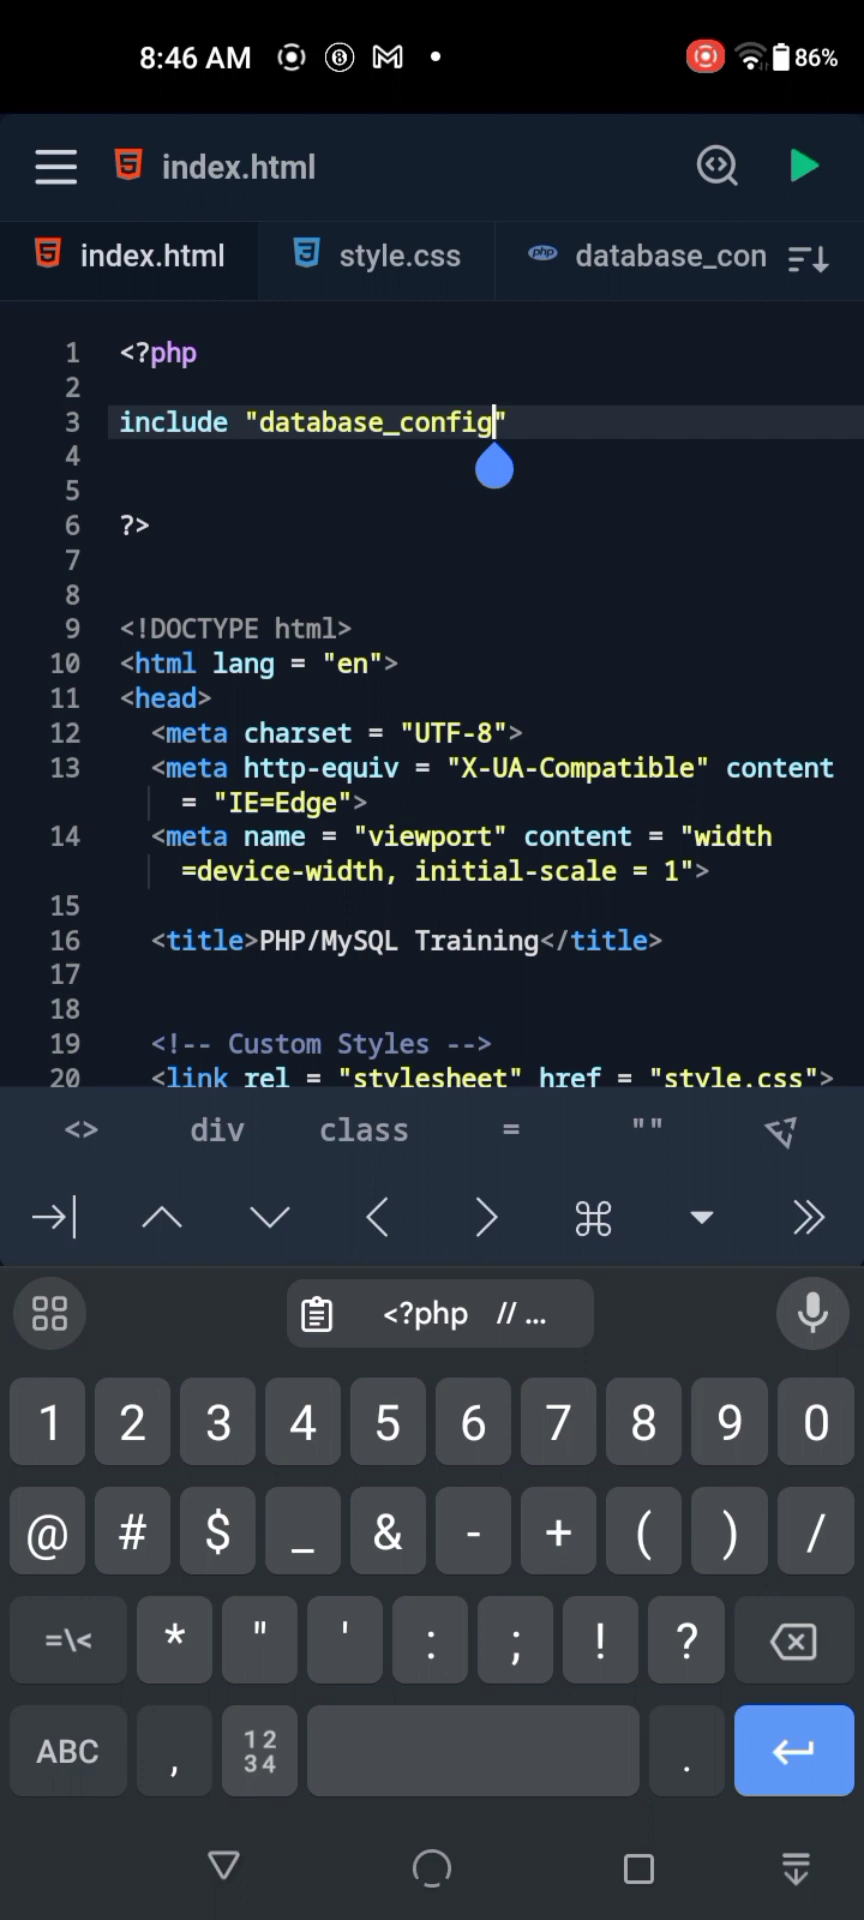 8:46 AM 86%
index.html
index.html style.css database_con
1 <?php
2
3 include "database_config"
4
5
6 ?>
7
8
9 <!DOCTYPE html>
10 <html lang = "en">
11 <head>
12 <meta charset = "UTF-8">
13 <meta http-equiv = "X-UA-Compatible" content
= "IE=Edge">
14 <meta name = "viewport" content = "width
=device-width, initial-scale = 1">
15
16 <title>PHP/MySQL Training</title>
17
18
19 <!-- Custom Styles -->
20 <link rel = "stylesheet" href = "style.css">
<> div class = ""
<?php // ...
1 2 3 4 5 6 7 8 9 0
@ # $ _ & - + ( ) /
=\< * " ' : ; ! ?
ABC , 1 2 3 4 .